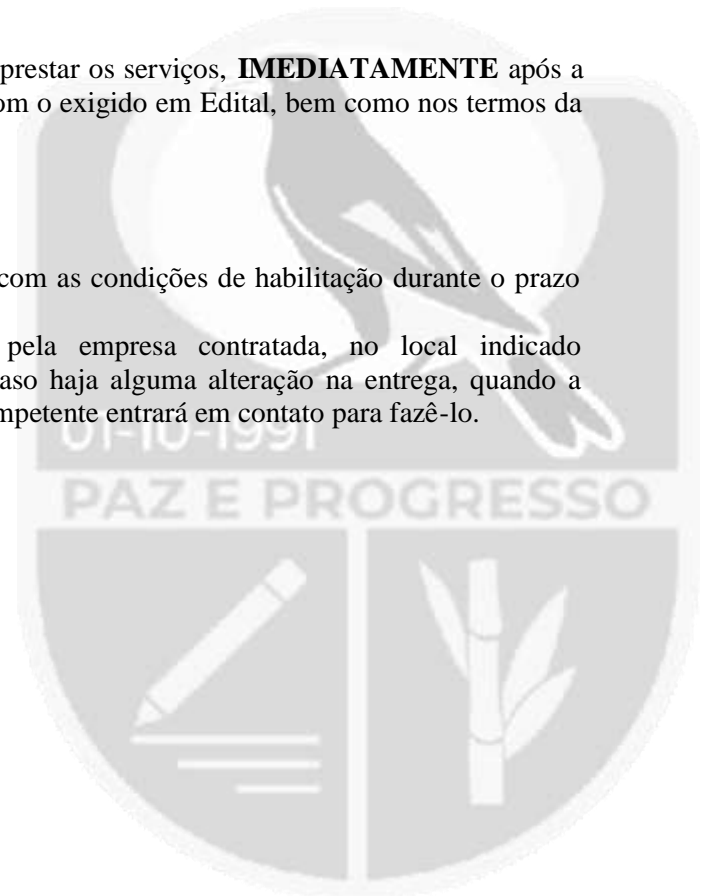 prestar os serviços, IMEDIATAMENTE após a
om o exigido em Edital, bem como nos termos da
com as condições de habilitação durante o prazo
pela empresa contratada, no local indicado
aso haja alguma alteração na entrega, quando a
mpetente entrará em contato para fazê-lo.
01-10-1991
PAZ E PROGRESSO